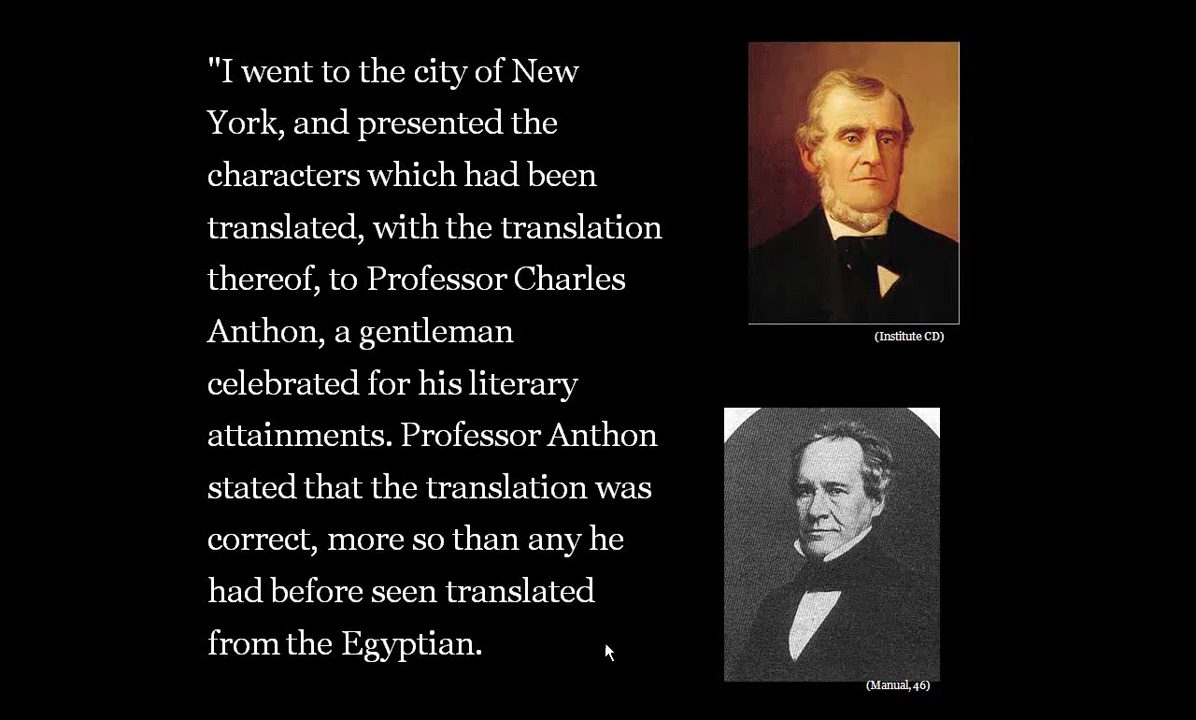 "I went to the city of New
York, and presented the
characters which had been
translated, with the translation
thereof, to Professor Charles
Anthon, a gentleman
celebrated for his literary
attainments. Professor Anthon
stated that the translation was
correct, more so than any he
had before seen translated
from the Egyptian.
(Institute CD)
(Manual, 46)